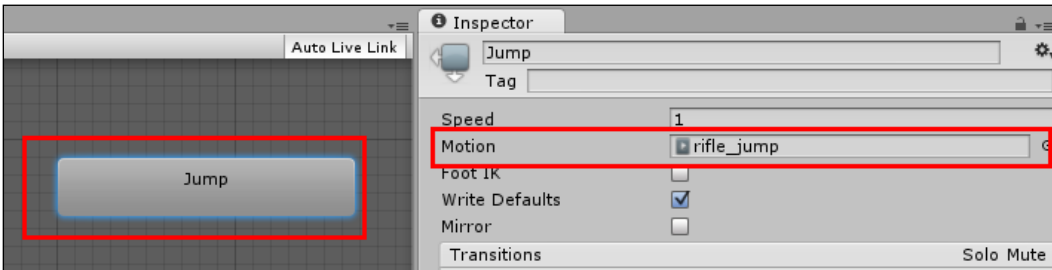 Auto Live Link
Jump
Inspector
Jump
Tag
Speed 1
Motion rifle_jump
Foot IK
Write Defaults
Mirror
Transitions Solo Mute